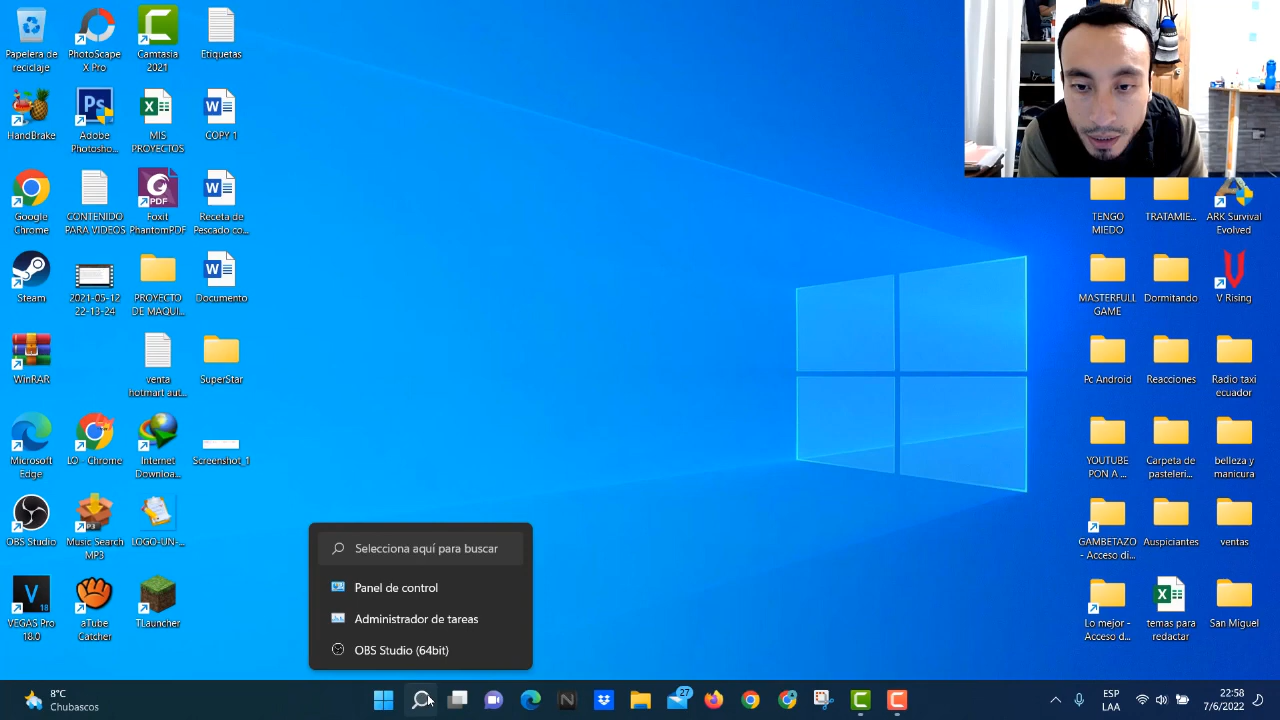 Papelera de
reciclaje
PhotoScape
X Pro
Camtasia
2021
Etiquetas
HandBrake
Adobe
Photosho...
MIS
PROYECTOS
COPY 1
Google
Chrome
CONTENIDO
PARA VIDEOS
Foxit
PhantomPDF
Receta de
Pescado co...
Steam
2021-05-12
22-13-24
PROYECTO
DE MAQUI...
Documento
WinRAR
venta
hotmart aut...
SuperStar
Microsoft
Edge
LO - Chrome
Internet
Downloa...
Screenshot_1
OBS Studio
Music Search
MP3
LOGO-UN-...
VEGAS Pro
18.0
aTube
Catcher
TLauncher
TENGO
MIEDO
TRATAMIE...
ARK Survival
Evolved
MASTERFULL
GAME
Dormitando
V Rising
Pc Android
Reacciones
Radio taxi
ecuador
YOUTUBE
PON A ...
Carpeta de
pasteleri...
belleza y
manicura
GAMBETAZO
- Acceso di...
Auspiciantes
ventas
Lo mejor -
Acceso d...
temas para
redactar
San Miguel
Selecciona aquí para buscar
Panel de control
Administrador de tareas
OBS Studio (64bit)
8°C
Chubascos
27
ESP
LAA
22:58
7/6/2022